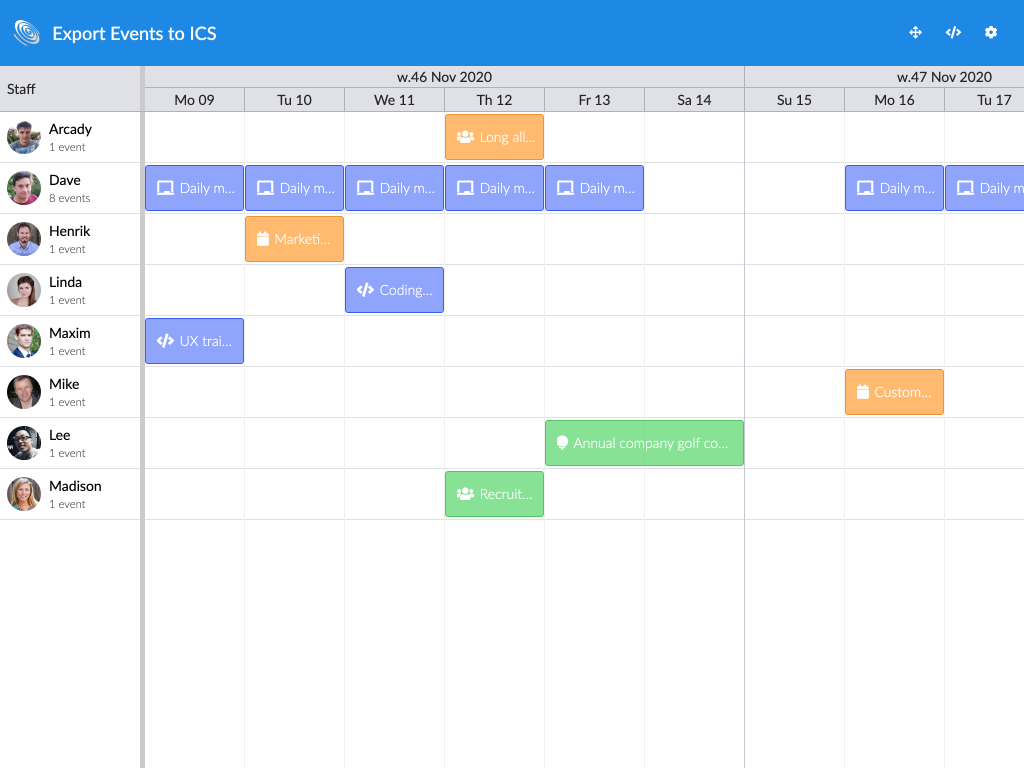 Export Events to ICS
Staff
w.46 Nov 2020
w.47 Nov 2020
Mo 09
Tu 10
We 11
Th 12
Fr 13
Sa 14
Su 15
Mo 16
Tu 17
Arcady
1 event
Long all...
Dave
8 events
Daily m...
Daily m...
Daily m...
Daily m...
Daily m...
Daily m...
Daily m
Henrik
1 event
Marketi...
Linda
1 event
Coding...
Maxim
1 event
UX trai...
Mike
1 event
Custom...
Lee
1 event
Annual company golf co...
Madison
1 event
Recruit...